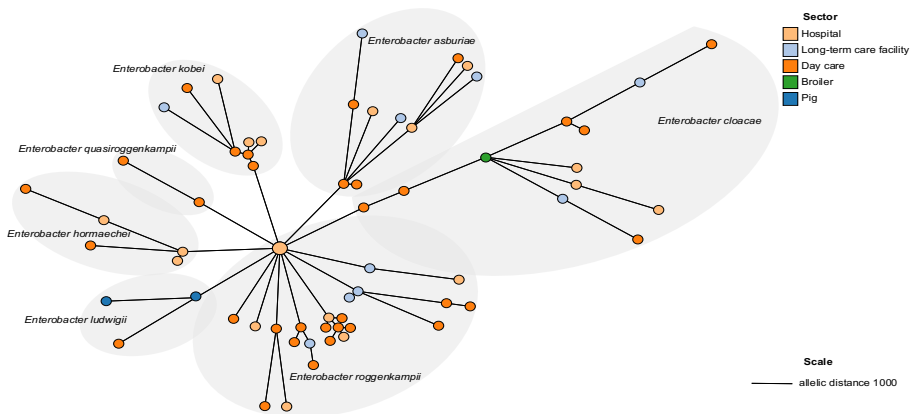 Sector
Hospital
Long-term care facility
Day care
Broiler
Pig
Enterobacter asburiae
Enterobacter kobei
Enterobacter cloacae
Enterobacter quasiroggenkampii
Enterobacter hormaechei
Enterobacter ludwigii
Enterobacter roggenkampii
Scale
allelic distance 1000